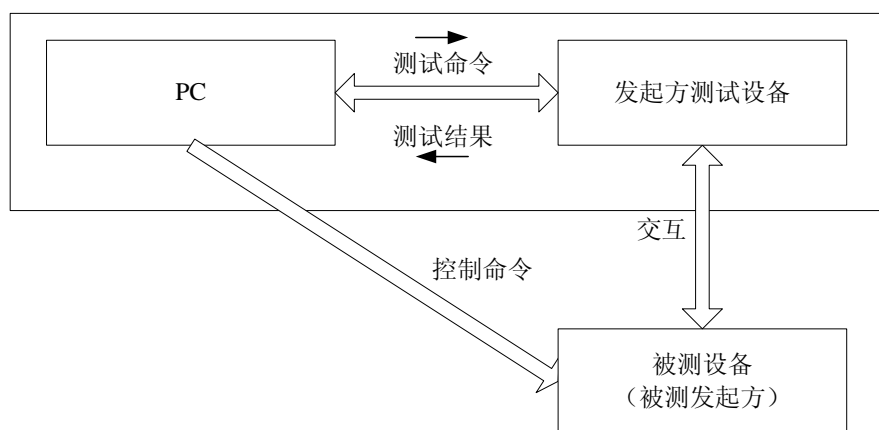 测试命令
PC
发起方测试设备
测试结果
交互
控制命令
被测设备
（被测发起方）